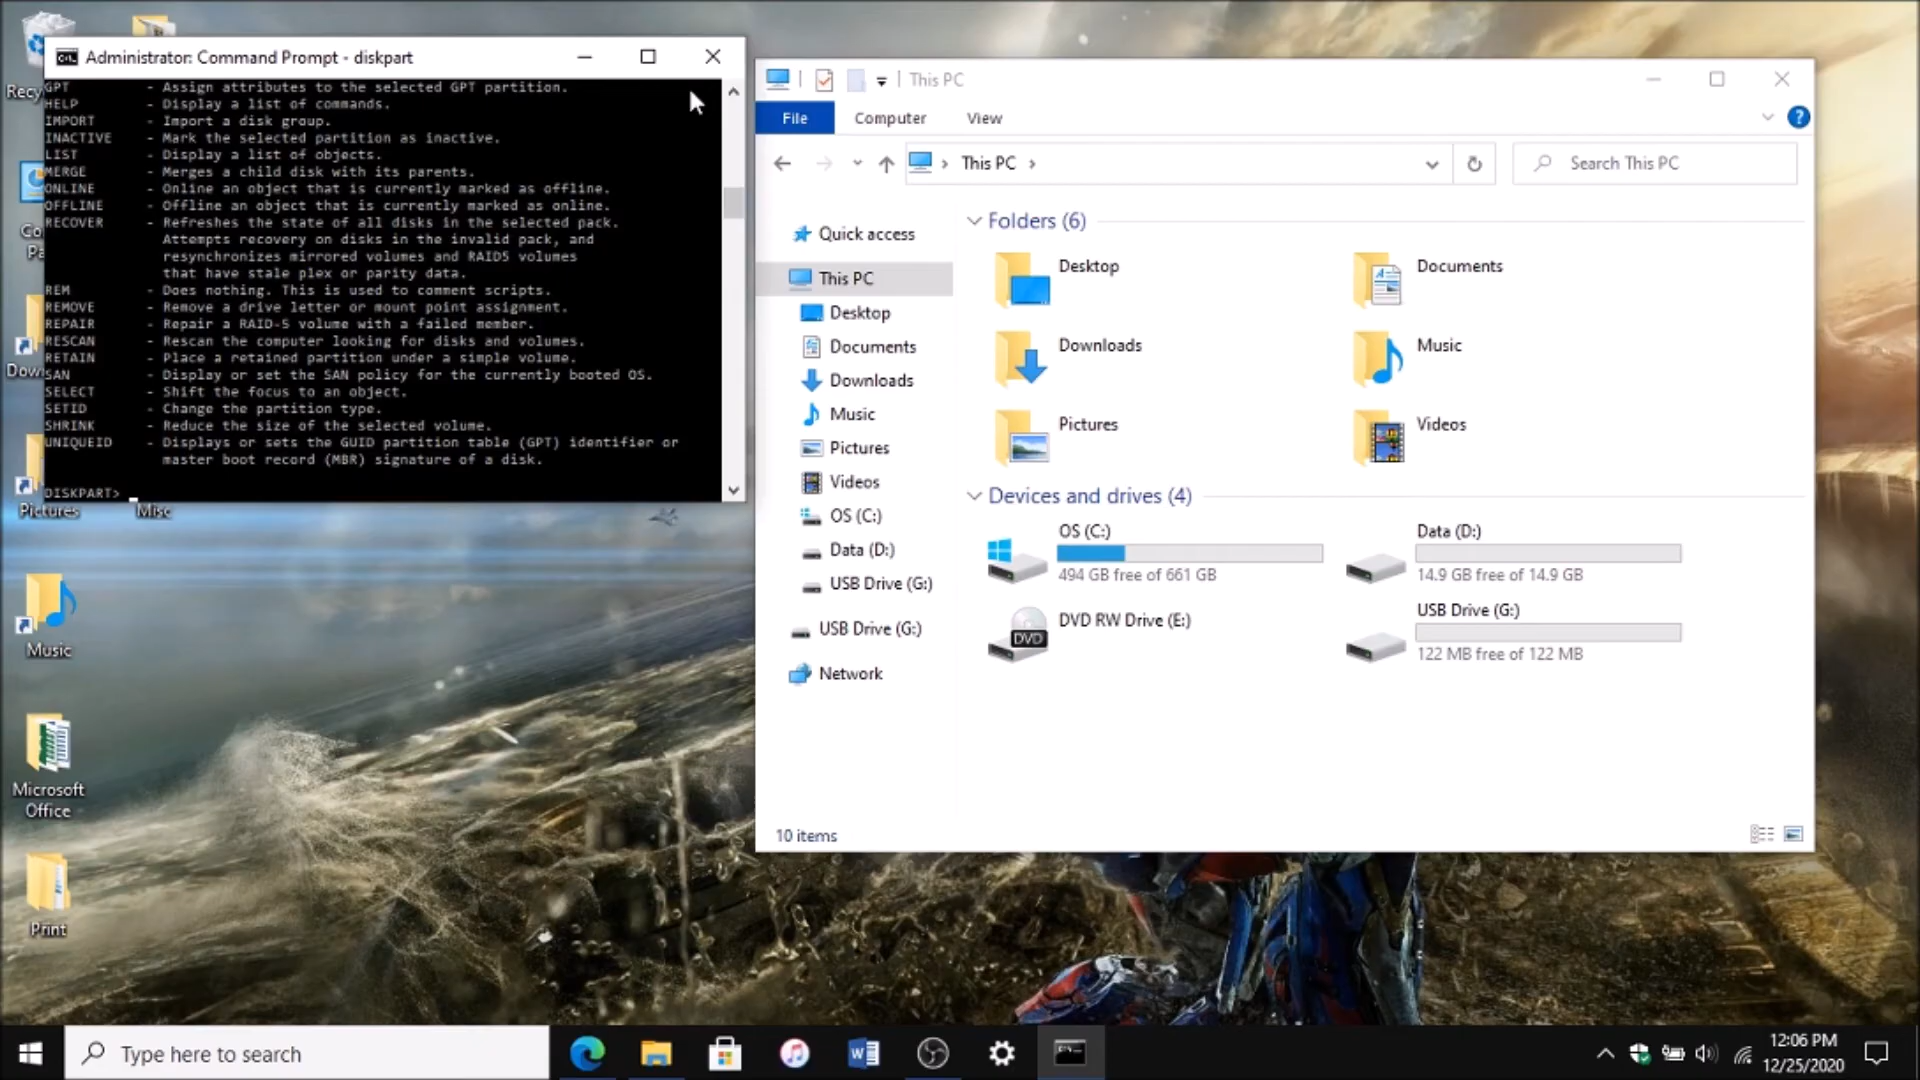 Administrator: Command Prompt - diskpart
GPT - Assign attributes to the selected GPT partition.
HELP - Display a list of commands.
IMPORT - Import a disk group.
INACTIVE - Mark the selected partition as inactive.
LIST - Display a list of objects.
MERGE - Merges a child disk with its parents.
ONLINE - Online an object that is currently marked as offline.
OFFLINE - Offline an object that is currently marked as online.
RECOVER - Refreshes the state of all disks in the selected pack.
Attempts recovery on disks in the invalid pack, and
resynchronizes mirrored volumes and RAID5 volumes
that have stale plex or parity data.
REM - Does nothing. This is used to comment scripts.
REMOVE - Remove a drive letter or mount point assignment.
REPAIR - Repair a RAID-5 volume with a failed member.
RESCAN - Rescan the computer looking for disks and volumes.
RETAIN - Place a retained partition under a simple volume.
SAN - Display or set the SAN policy for the currently booted OS.
SELECT - Shift the focus to an object.
SETID - Change the partition type.
SHRINK - Reduce the size of the selected volume.
UNIQUEID - Displays or sets the GUID partition table (GPT) identifier or
master boot record (MBR) signature of a disk.
DISKPART>
Recy
Co
Pa
Down
Pictures
Misc
Music
Microsoft
Office
Print
This PC
File Computer View
This PC
Search This PC
Quick access
This PC
Desktop
Documents
Downloads
Music
Pictures
Videos
OS (C:)
Data (D:)
USB Drive (G:)
USB Drive (G:)
Network
Folders (6)
Desktop
Documents
Downloads
Music
Pictures
Videos
Devices and drives (4)
OS (C:)
494 GB free of 661 GB
Data (D:)
14.9 GB free of 14.9 GB
DVD RW Drive (E:)
DVD
USB Drive (G:)
122 MB free of 122 MB
10 items
Type here to search
12:06 PM
12/25/2020